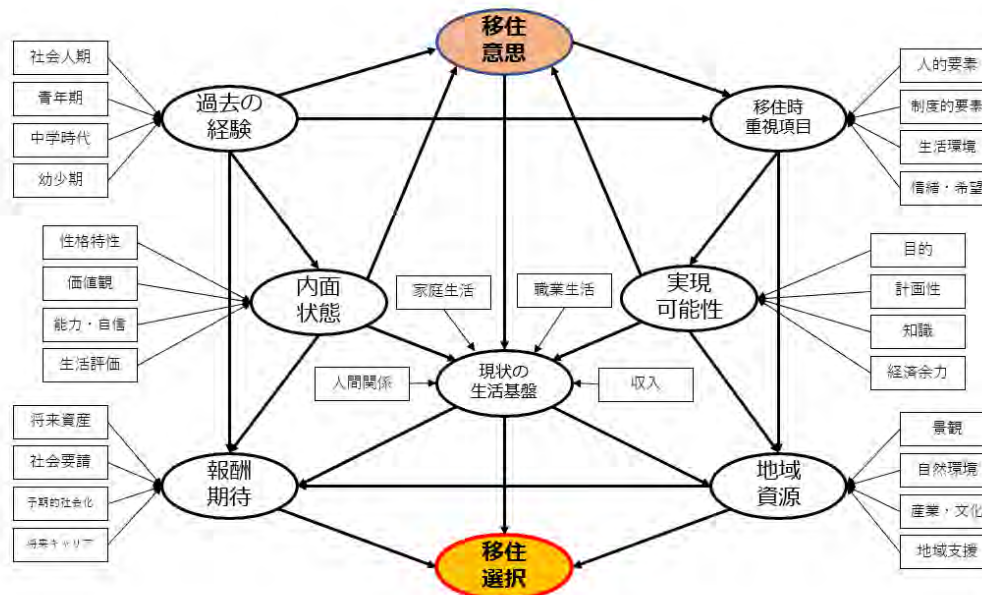 移住
意思
社会人期
青年期
中学時代
幼少期
過去の
経験
移住時
重視項目
人的要素
制度的要素
生活環境
情緒・希望
性格特性
価値観
能力・自信
生活評価
内面
状態
家庭生活
職業生活
実現
可能性
目的
計画性
知識
経済余力
人間関係
現状の
生活基盤
収入
将来資産
社会要請
予期的社会化
将来キャリア
報酬
期待
地域
資源
景観
自然環境
産業・文化
地域支援
移住
選択